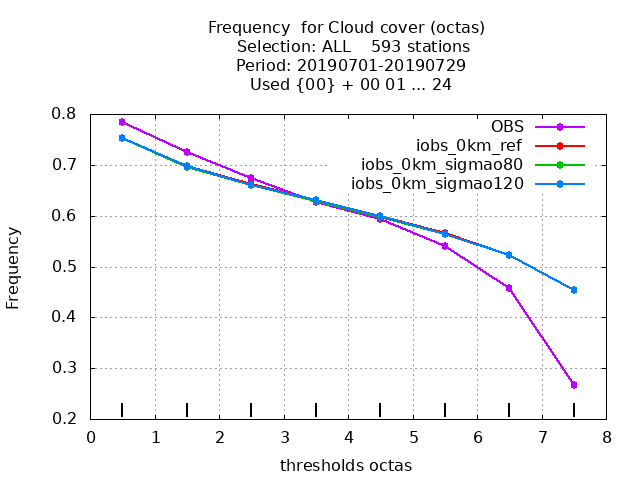 Frequency  for Cloud cover (octas)
Selection: ALL    593 stations
Period: 20190701-20190729
Used {00} + 00 01 ... 24
OBS
iobs_0km_ref
iobs_0km_sigmao80
iobs_0km_sigmao120
0.8
0.7
0.6
0.5
0.4
0.3
0.2
Frequency
0 1 2 3 4 5 6 7 8
thresholds octas